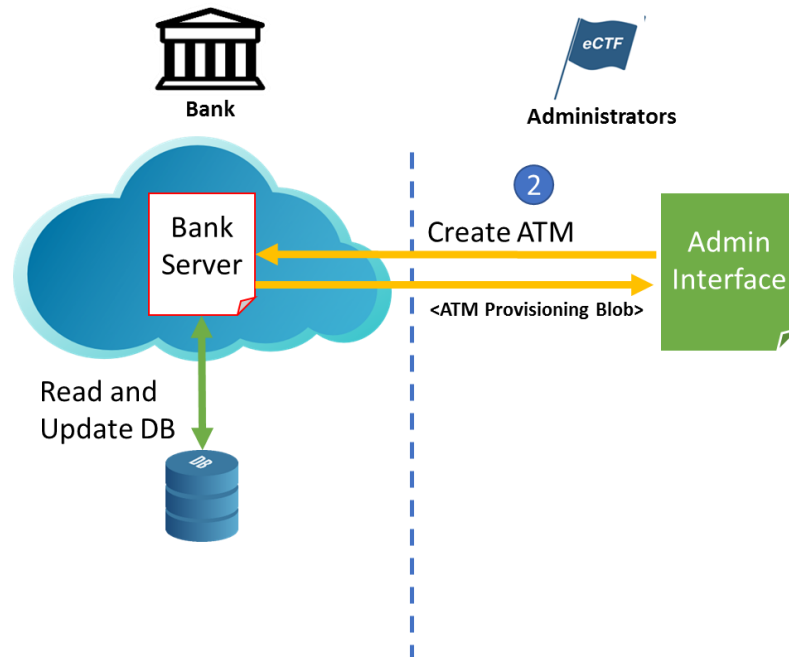 Bank
eCTF
Administrators
2
Bank
Server
Create ATM
<ATM Provisioning Blob>
Admin
Interface
Read and
Update DB
DB